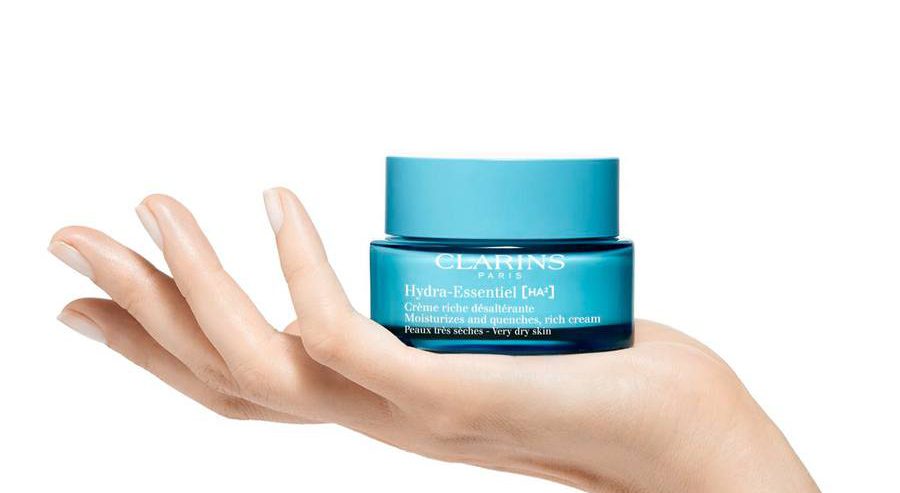 CLARINS
PARIS
Hydra-Essentiel [HA²]
Crème riche désaltérante
Moisturizes and quenches, rich cream
Peaux très sèches - Very dry skin